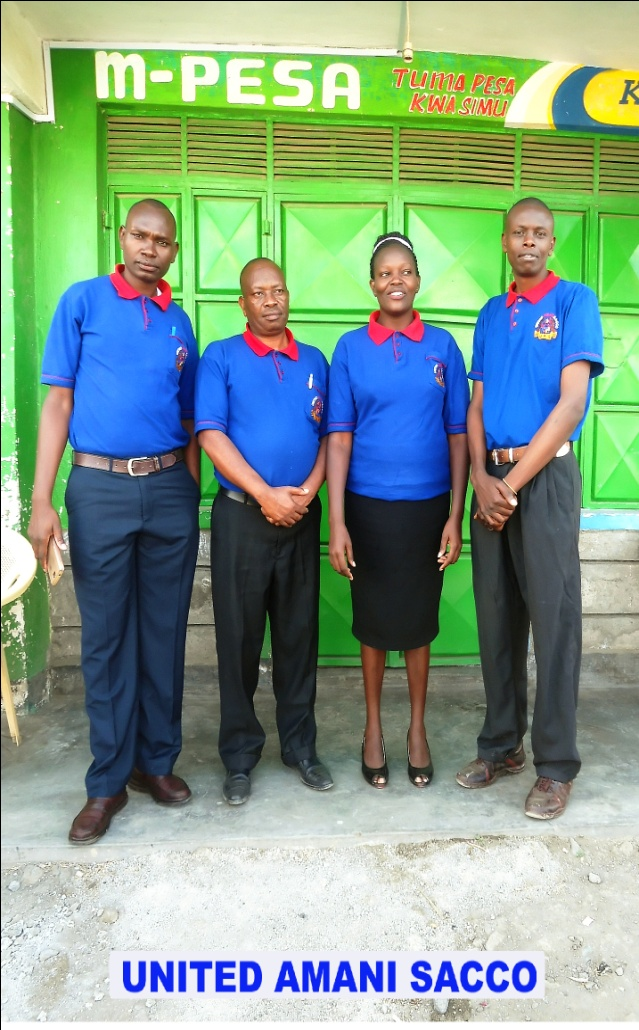 m-PESA
TUMA PESA
KWA SIMU
K
UNITED AMANI SACCO